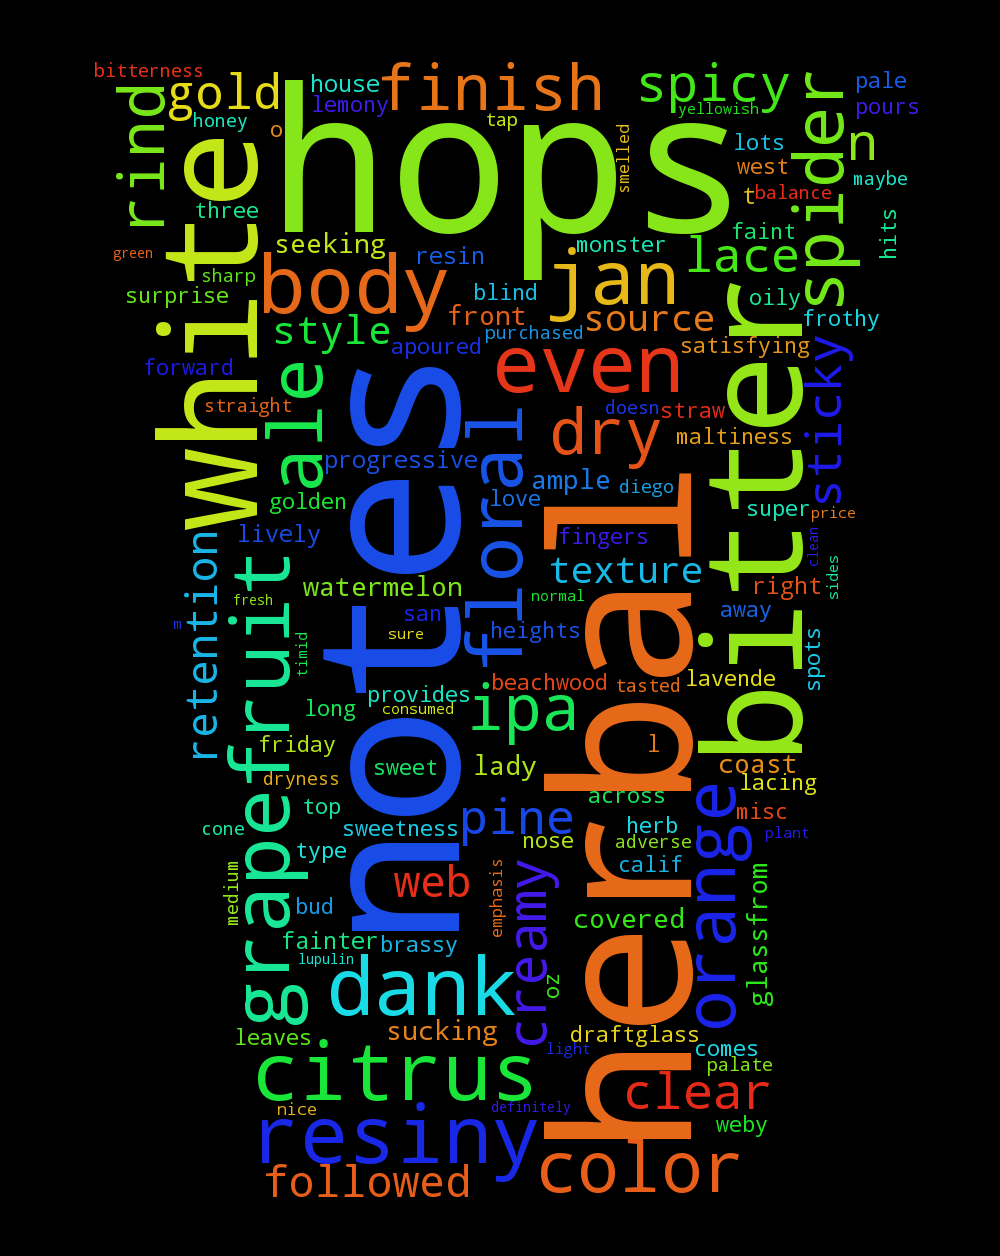 bitterness
house
finish
spicy
pale
gold
lemony
yellowish
pours
rind
honey
o
hops
tap
smelled
lots
spider
n
white
west
maybe
three
t
balance
green
seeking
resin
monster
faint
lace
hits
sharp
body
jan
surprise
blind
oily
style
front
source
frothy
forward
apoured
purchased
satisfying
bitter
sticky
straight
ale
notes
even
doesn
straw
floral
dry
maltiness
progressive
golden
love
ample
diego
super
price
lively
herbal
fingers
clean
retention
grapefruit
watermelon
texture
right
sides
fresh
normal
m
san
sure
heights
away
timid
spots
provides
beachwood
tasted
lavende
long
consumed
ipa
friday
l
dryness
sweet
lady
coast
lacing
top
across
orange
misc
cone
sweetness
pine
herb
plant
type
nose
adverse
medium
web
emphasis
creamy
calif
glassfrom
bud
covered
fainter
brassy
lupulin
dank
oz
leaves
sucking
draftglass
citrus
light
comes
palate
nice
definitely
clear
resiny
weby
followed
color